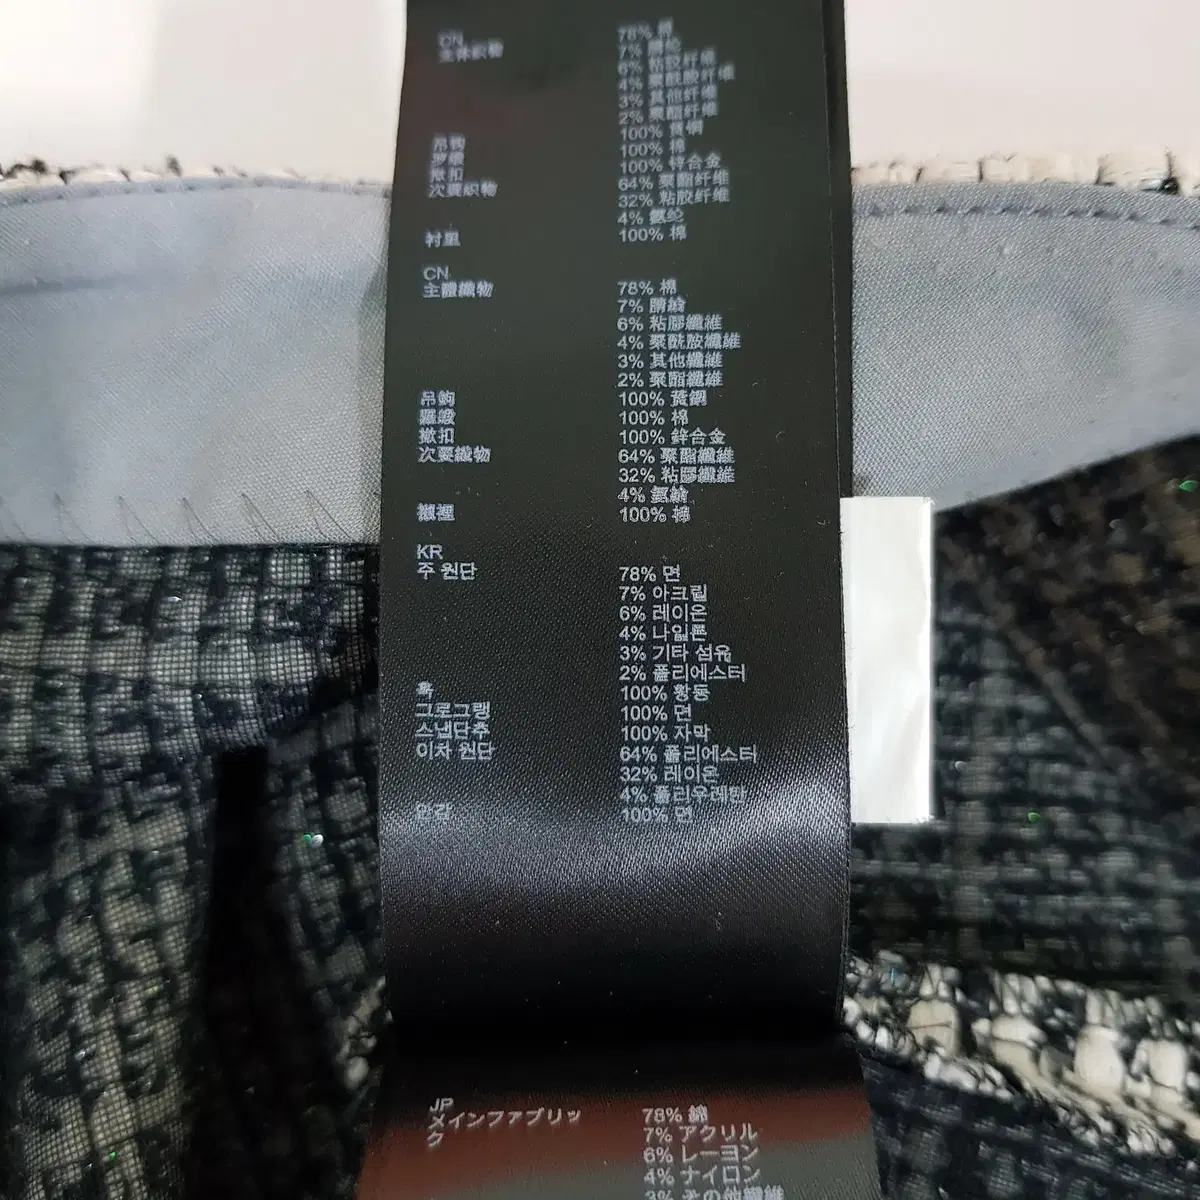 CN
主体织物
78% 棉
7% 腈纶
6% 粘胶纤维
4% 聚酰胺纤维
3% 其他纤维
2% 聚酯纤维
吊钩 100% 黄铜
罗缎 100% 棉
揿扣 100% 锌合金
次要织物 64% 聚酯纤维
32% 粘胶纤维
4% 氨纶
衬里 100% 棉
CN
主體織物 78% 棉
7% 腈綸
6% 粘膠纖維
4% 聚酰胺纖維
3% 其他纖維
2% 聚酯纖維
吊鉤 100% 黃銅
羅緞 100% 棉
撳扣 100% 鋅合金
次要織物 64% 聚酯纖維
32% 粘膠纖維
4% 氨綸
襯裡 100% 棉
KR
주 원단 78% 면
7% 아크릴
6% 레이온
4% 나일론
3% 기타 섬유
2% 폴리에스터
훅 100% 황동
그로그랭 100% 면
스냅단추 100% 자막
이차 원단 64% 폴리에스터
32% 레이온
4% 폴리우레탄
안감 100% 면
JP
メインファブリッ
ク
78% 綿
7% アクリル
6% レーヨン
4% ナイロン
3% その他繊維